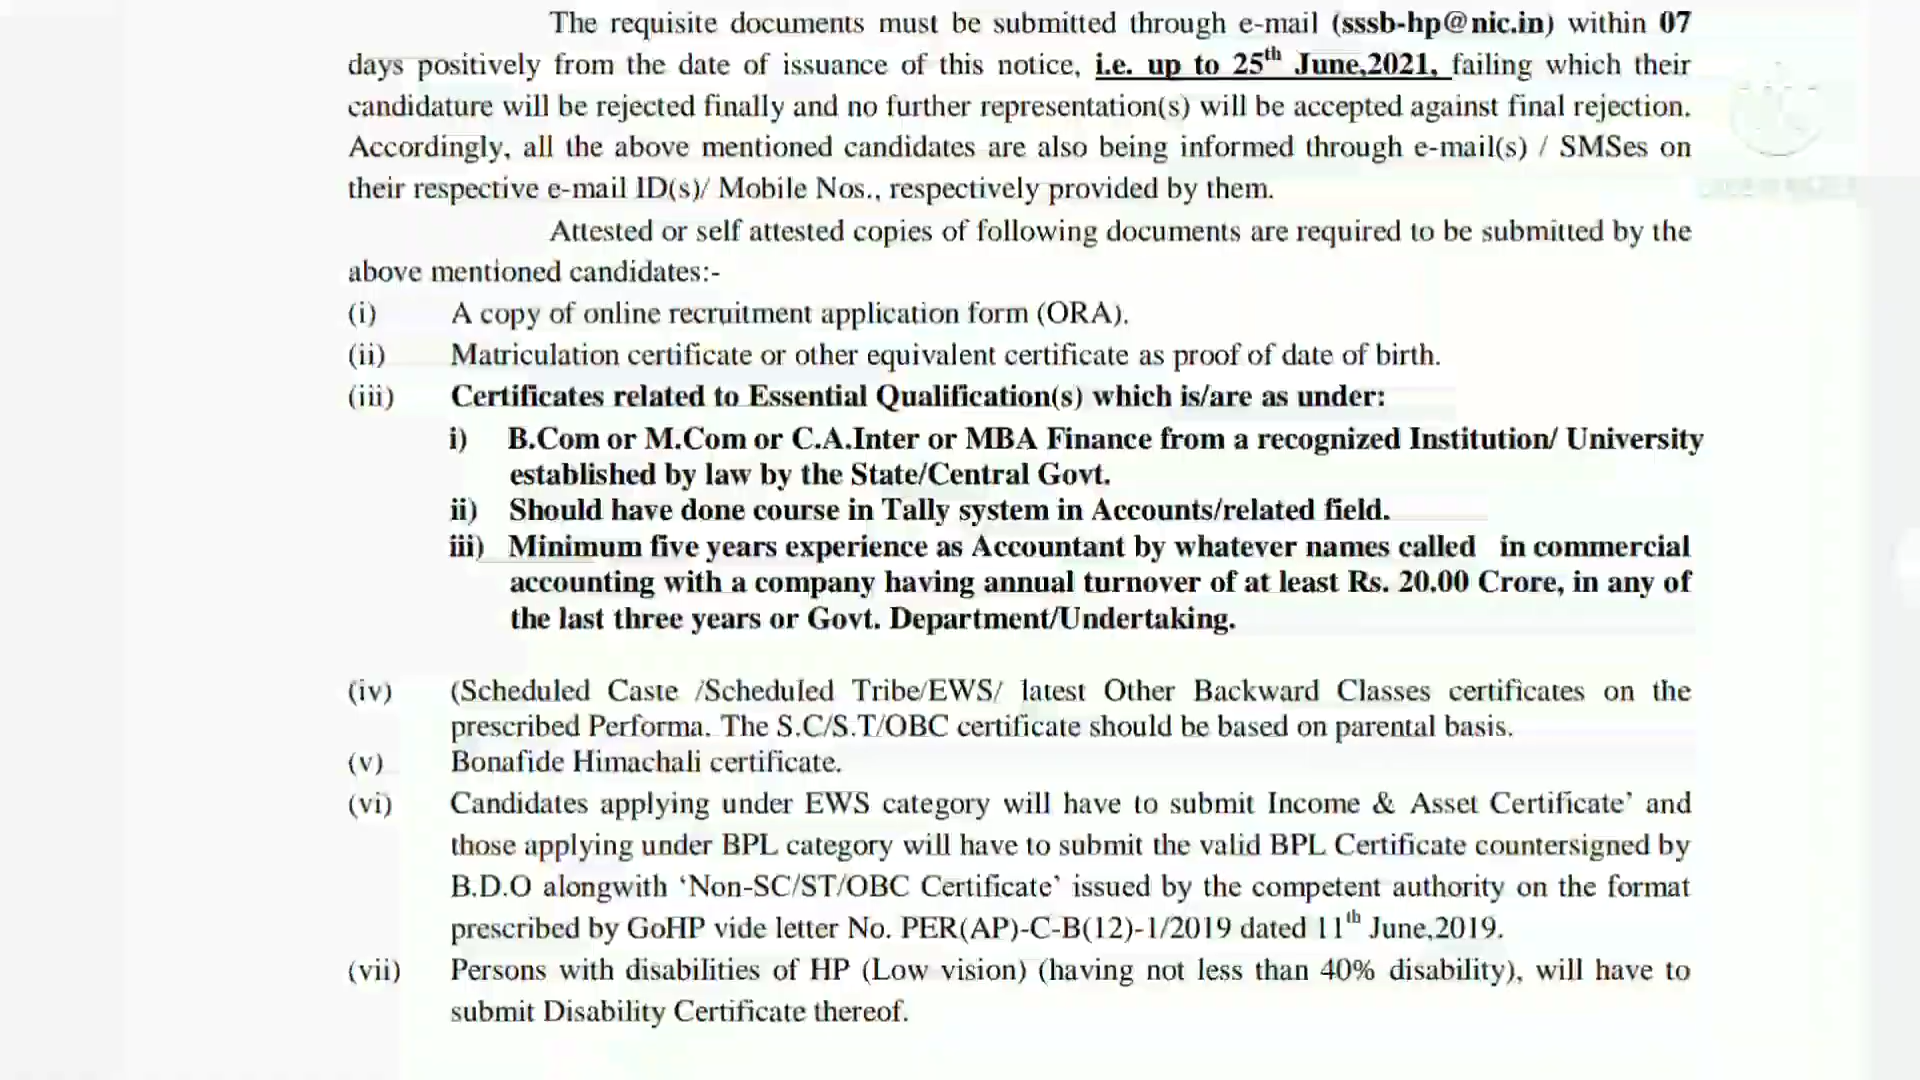 The requisite documents must be submitted through e-mail (sssb-hp@nic.in) within 07
days positively from the date of issuance of this notice, i.e. up to 25th June,2021, failing which their
candidature will be rejected finally and no further representation(s) will be accepted against final rejection.
Accordingly, all the above mentioned candidates are also being informed through e-mail(s) / SMSes on
their respective e-mail ID(s)/ Mobile Nos., respectively provided by them.
Attested or self attested copies of following documents are required to be submitted by the
above mentioned candidates:-
(i) A copy of online recruitment application form (ORA).
(ii) Matriculation certificate or other equivalent certificate as proof of date of birth.
(iii) Certificates related to Essential Qualification(s) which is/are as under:
i) B.Com or M.Com or C.A.Inter or MBA Finance from a recognized Institution/ University
established by law by the State/Central Govt.
ii) Should have done course in Tally system in Accounts/related field.
iii) Minimum five years experience as Accountant by whatever names called in commercial
accounting with a company having annual turnover of at least Rs. 20.00 Crore, in any of
the last three years or Govt. Department/Undertaking.
(iv) (Scheduled Caste /Scheduled Tribe/EWS/ latest Other Backward Classes certificates on the
prescribed Performa. The S.C/S.T/OBC certificate should be based on parental basis.
(v) Bonafide Himachali certificate.
(vi) Candidates applying under EWS category will have to submit Income & Asset Certificate’ and
those applying under BPL category will have to submit the valid BPL Certificate countersigned by
B.D.O alongwith ‘Non-SC/ST/OBC Certificate’ issued by the competent authority on the format
prescribed by GoHP vide letter No. PER(AP)-C-B(12)-1/2019 dated 11th June,2019.
(vii) Persons with disabilities of HP (Low vision) (having not less than 40% disability), will have to
submit Disability Certificate thereof.